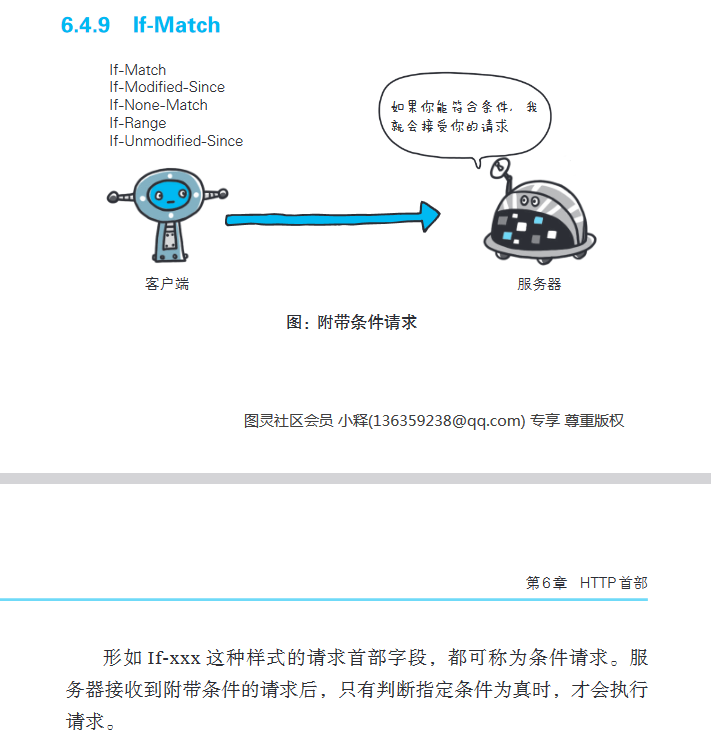 6.4.9 If-Match
If-Match
If-Modified-Since
If-None-Match
If-Range
If-Unmodified-Since
如果你能符合条件，我
就会接受你的请求
客户端
服务器
图：附带条件请求
图灵社区会员 小释(136359238@qq.com) 专享 尊重版权
第6章 HTTP首部
形如 If-xxx 这种样式的请求首部字段，都可称为条件请求。服
务器接收到附带条件的请求后，只有判断指定条件为真时，才会执行
请求。